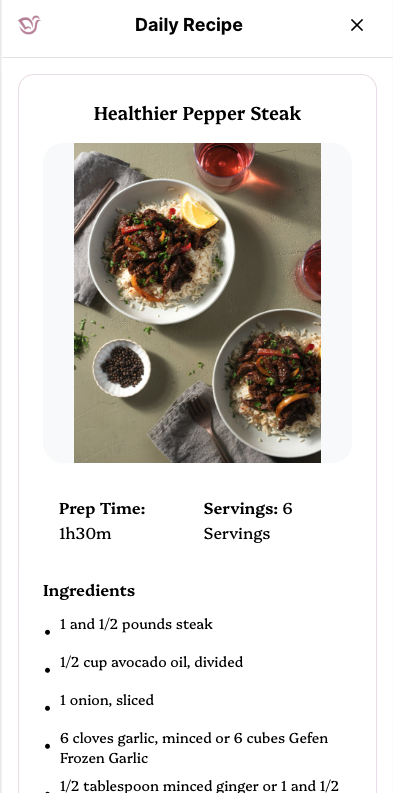 Daily Recipe
Healthier Pepper Steak
Prep Time: Servings: 6
1h30m Servings
Ingredients
• 1 and 1/2 pounds steak
• 1/2 cup avocado oil, divided
• 1 onion, sliced
• 6 cloves garlic, minced or 6 cubes Gefen
Frozen Garlic
• 1/2 tablespoon minced ginger or 1 and 1/2